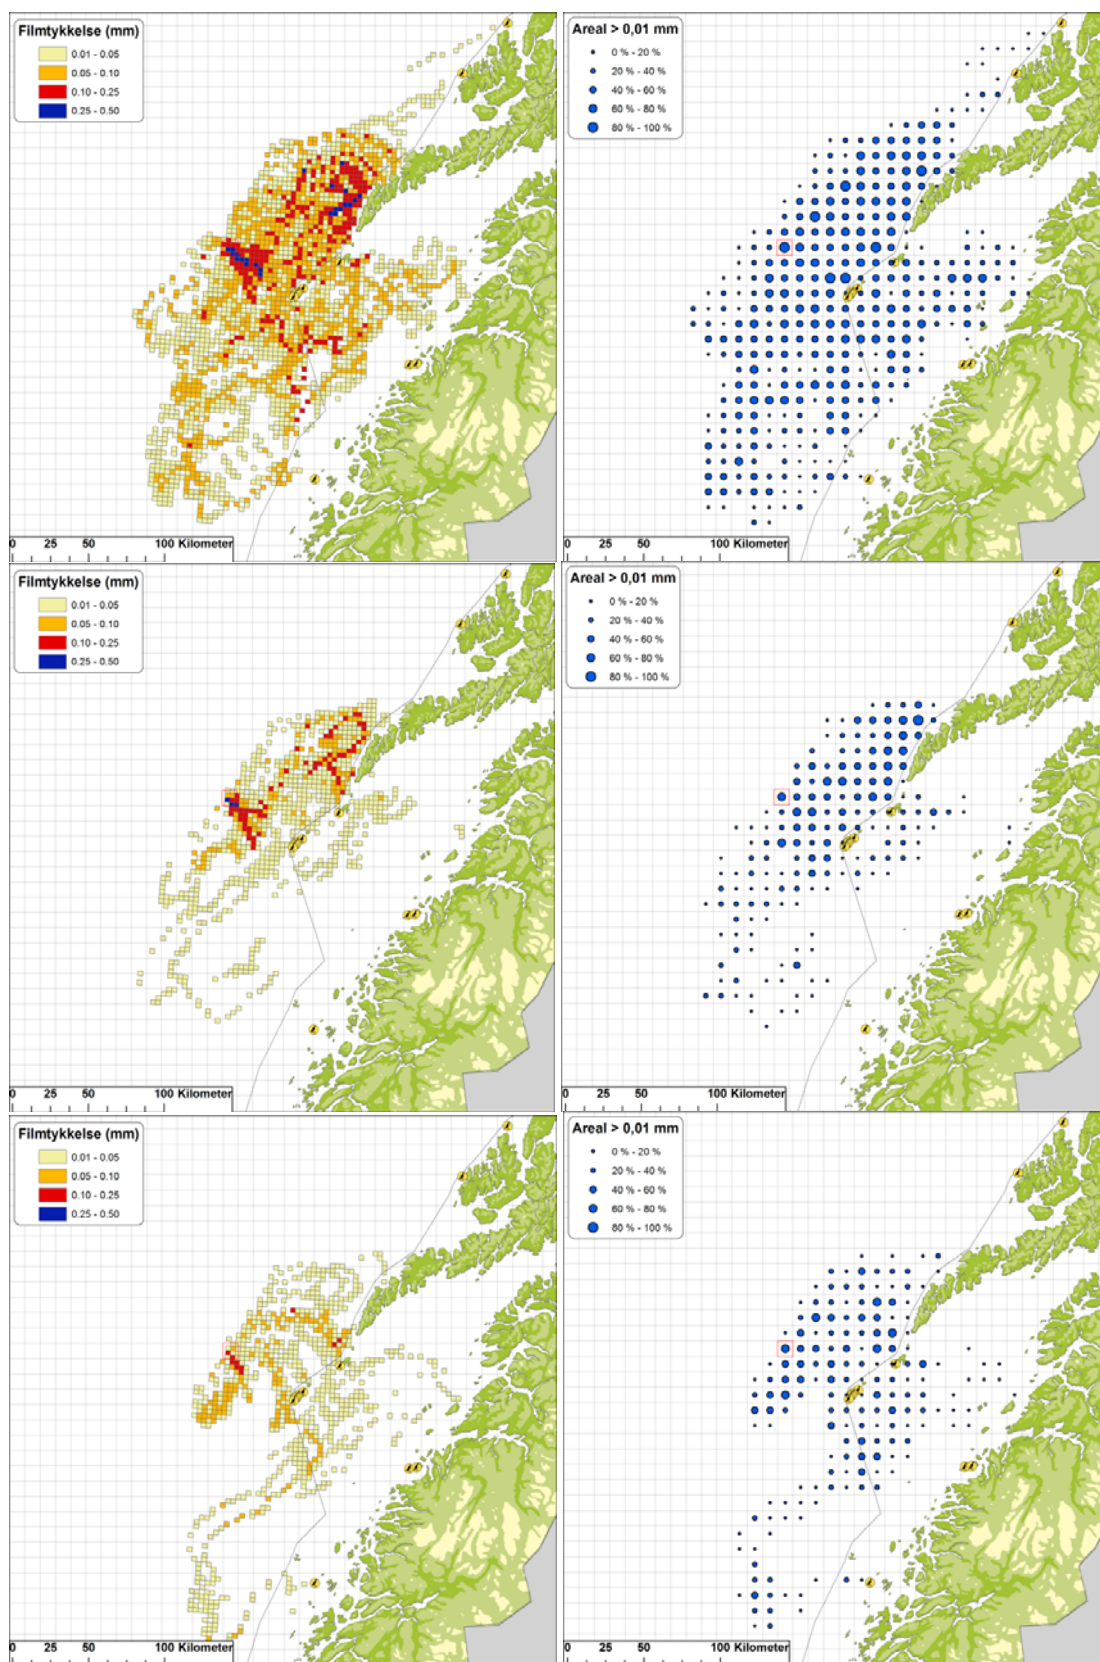 Filmtykkelse (mm)
0.01 - 0.05
0.05 - 0.10
0.10 - 0.25
0.25 - 0.50
0 25 50 100 Kilometer
Areal > 0,01 mm
0 % - 20 %
20 % - 40 %
40 % - 60 %
60 % - 80 %
80 % - 100 %
0 25 50 100 Kilometer
Filmtykkelse (mm)
0.01 - 0.05
0.05 - 0.10
0.10 - 0.25
0.25 - 0.50
0 25 50 100 Kilometer
Areal > 0,01 mm
0 % - 20 %
20 % - 40 %
40 % - 60 %
60 % - 80 %
80 % - 100 %
0 25 50 100 Kilometer
Filmtykkelse (mm)
0.01 - 0.05
0.05 - 0.10
0.10 - 0.25
0.25 - 0.50
0 25 50 100 Kilometer
Areal > 0,01 mm
0 % - 20 %
20 % - 40 %
40 % - 60 %
60 % - 80 %
80 % - 100 %
0 25 50 100 Kilometer